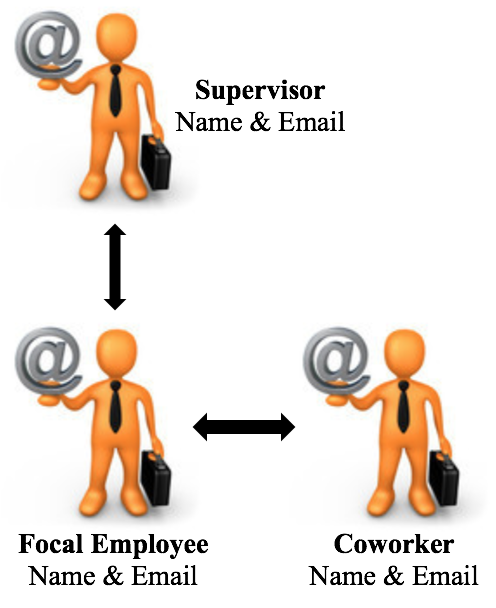 @
Supervisor
Name & Email
@
@
Focal Employee
Name & Email
Coworker
Name & Email